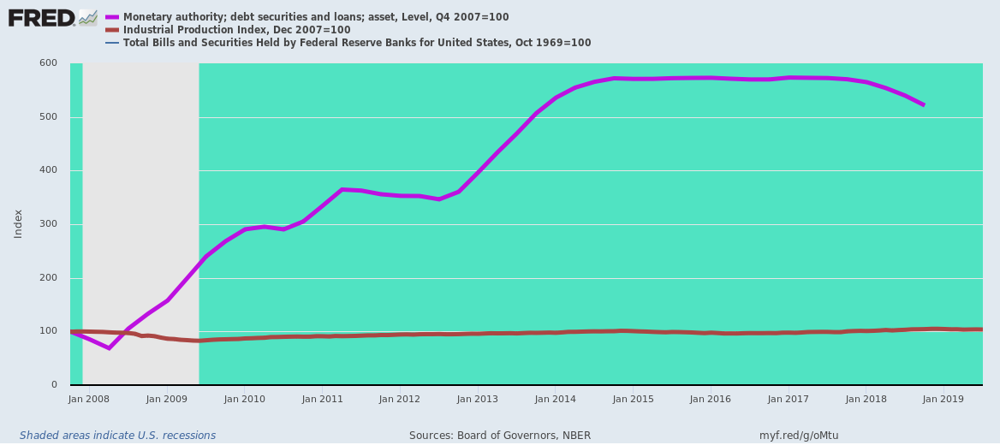 FRED
Monetary authority; debt securities and loans; asset, Level, Q4 2007=100
Industrial Production Index, Dec 2007=100
Total Bills and Securities Held by Federal Reserve Banks for United States, Oct 1969=100
600
500
400
300
200
100
0
Index
Jan 2008 Jan 2009 Jan 2010 Jan 2011 Jan 2012 Jan 2013 Jan 2014 Jan 2015 Jan 2016 Jan 2017 Jan 2018 Jan 2019
Shaded areas indicate U.S. recessions Sources: Board of Governors, NBER myf.red/g/oMtu